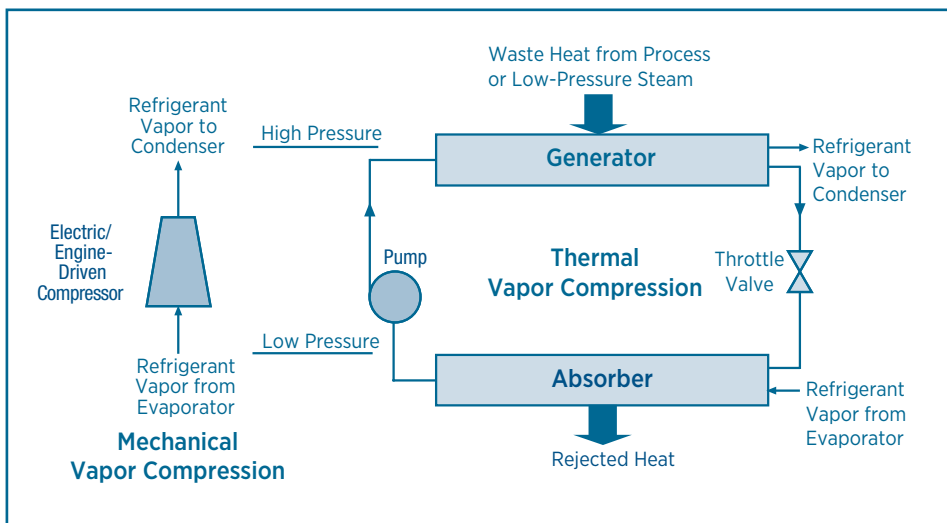 Refrigerant
Vapor to
Condenser
Electric/
Engine-
Driven
Compressor
Refrigerant
Vapor from
Evaporator
Mechanical
Vapor Compression
High Pressure
Low Pressure
Waste Heat from Process
or Low-Pressure Steam
Generator
Refrigerant
Vapor to
Condenser
Pump
Thermal
Vapor Compression
Throttle
Valve
Absorber
Refrigerant
Vapor from
Evaporator
Rejected Heat